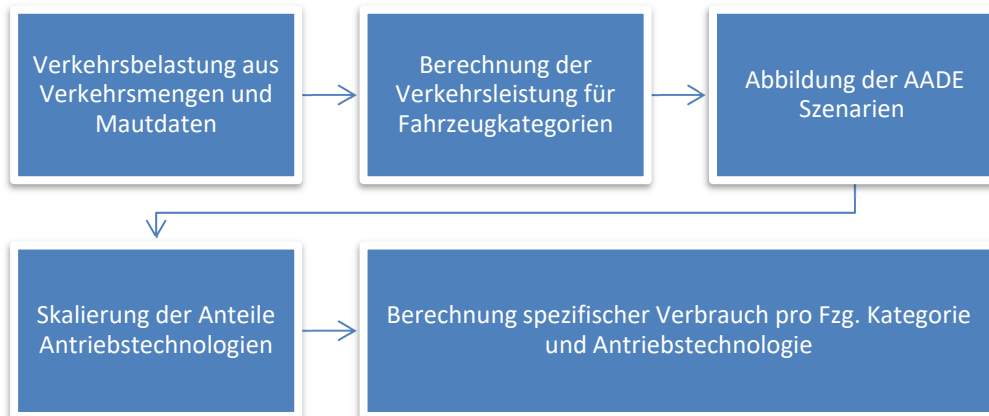 Verkehrsbelastung aus
Verkehrsmengen und
Mautdaten
Berechnung der
Verkehrsleistung für
Fahrzeugkategorien
Abbildung der AADE
Szenarien
Skalierung der Anteile
Antriebstechnologien
Berechnung spezifischer Verbrauch pro Fzg. Kategorie
und Antriebstechnologie